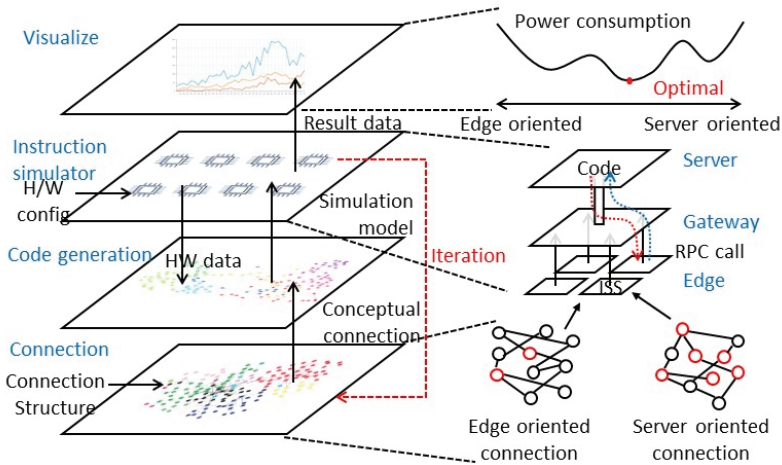 Visualize
Result data
Instruction
simulator
H/W
config
Simulation
model
Code generation
HW data
Iteration
Conceptual
connection
Connection
Connection
Structure
Power consumption
Optimal
Edge oriented
Server oriented
Code
Server
Gateway
RPC call
ISS
Edge
Edge oriented
connection
Server oriented
connection